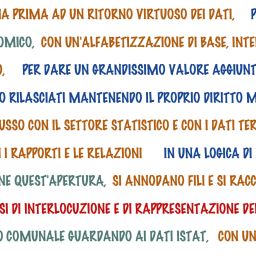 IA PRIMA AD UN RITORNO VIRTUOSO DEI DATI,
OMICO, CON UN'ALFABETIZZAZIONE DI BASE, INTE
O, PER DARE UN GRANDISSIMO VALORE AGGIUNT
O RILASCIATI MANTENENDO IL PROPRIO DIRITTO M
USSO CON IL SETTORE STATISTICO E CON I DATI TER
I I RAPPORTI E LE RELAZIONI IN UNA LOGICA DI
NE QUEST'APERTURA, SI ANNODANO FILI E SI RACC
SI DI INTERLOCUZIONE E DI RAPPRESENTAZIONE DE
O COMUNALE GUARDANDO AI DATI ISTAT, CON UN